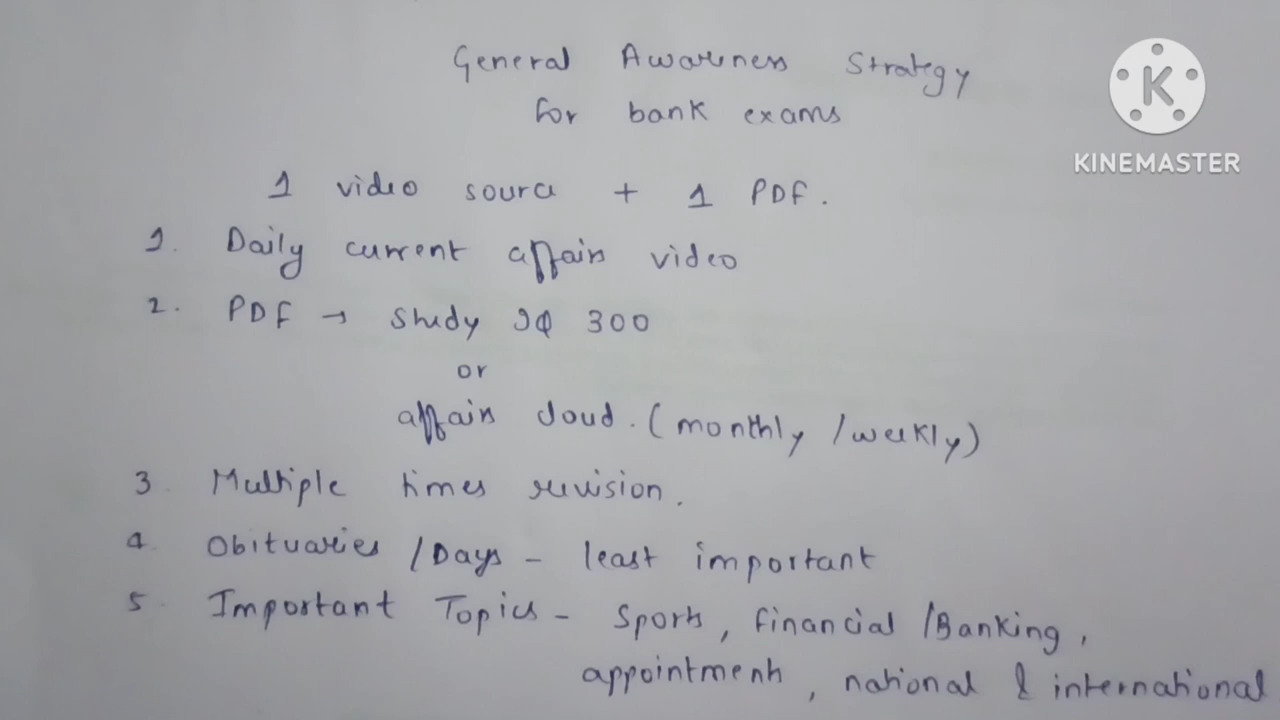 General Awareness Strategy
for bank exams
K
KINEMASTER
1 video source + 1 PDF.
1. Daily current affairs video
2. PDF → Study IQ 300
or
affairs cloud. (monthly /weekly)
3. Multiple times revision.
4. Obituaries /Days - least important
5. Important Topics - Sports, financial /Banking,
appointments, national & international